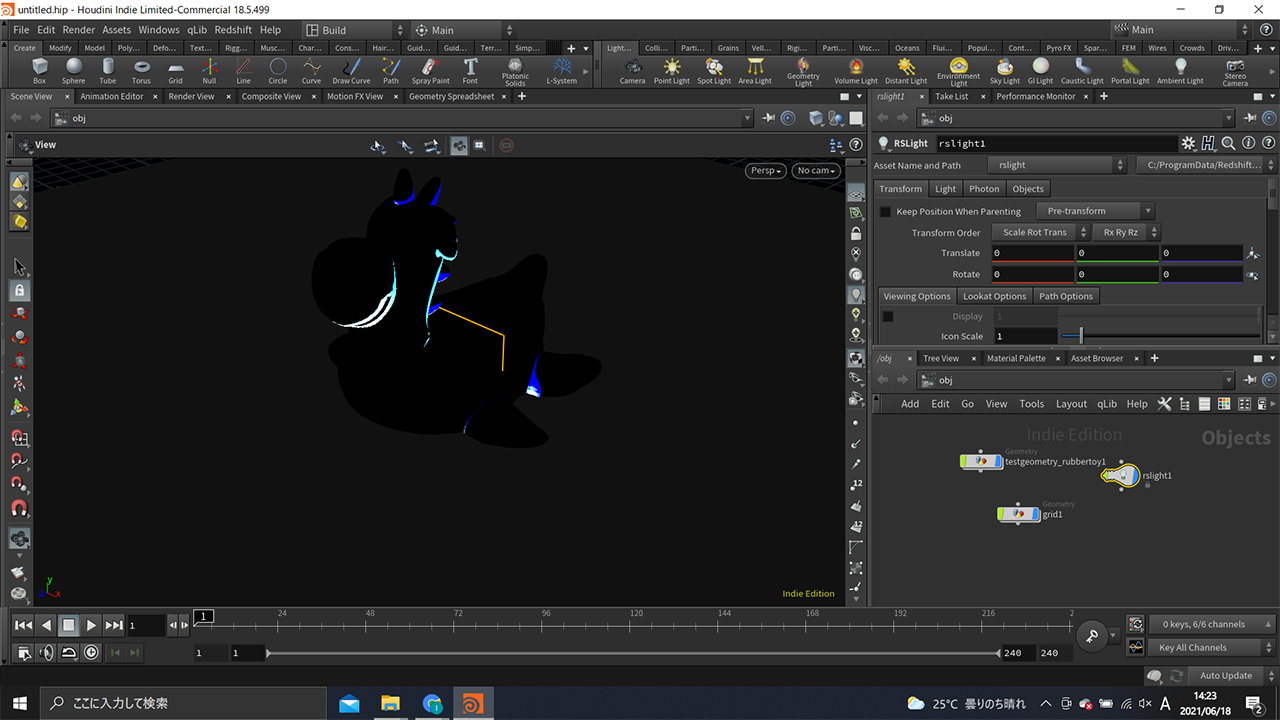 untitled.hip - Houdini Indie Limited-Commercial 18.5.499
File Edit Render Assets Windows qLib Redshift Help Build Main Main
Create Modify Model Poly... Defo... Text... Rigg... Musc... Char... Cons... Hair... Guid... Guid... Terr... Simp... Light... Colli... Parti... Grains Vell... Rigi... Parti... Visc... Oceans Flui... Popul... Cont... Pyro FX Spar... FEM Wires Crowds Driv...
Box Sphere Tube Torus Grid Null Line Circle Curve Draw Curve Path Spray Paint Font Platonic Solids L-System Camera Point Light Spot Light Area Light Geometry Light Volume Light Distant Light Environment Light Sky Light GI Light Caustic Light Portal Light Ambient Light Stereo Camera
Scene View Animation Editor Render View Composite View Motion FX View Geometry Spreadsheet rslight1 Take List Performance Monitor
obj obj
View
RSLight rslight1
Asset Name and Path rslight C:/ProgramData/Redshift...
Persp No cam
Transform Light Photon Objects
Keep Position When Parenting Pre-transform
Transform Order Scale Rot Trans Rx Ry Rz
Translate 0 0 0
Rotate 0 0 0
Viewing Options Lookat Options Path Options
Display 1
Icon Scale 1
/obj Tree View Material Palette Asset Browser
obj
Add Edit Go View Tools Layout qLib Help
Indie Edition Objects
Geometry
testgeometry_rubbertoy1
rslight1
Geometry
grid1
12
12
y
z x
Indie Edition
1 1 24 48 72 96 120 144 168 192 216 2
0 keys, 6/6 channels
1 1 240 240 Key All Channels
Auto Update
ここに入力して検索 25°C 曇りのち晴れ A 14:23
2021/06/18 2